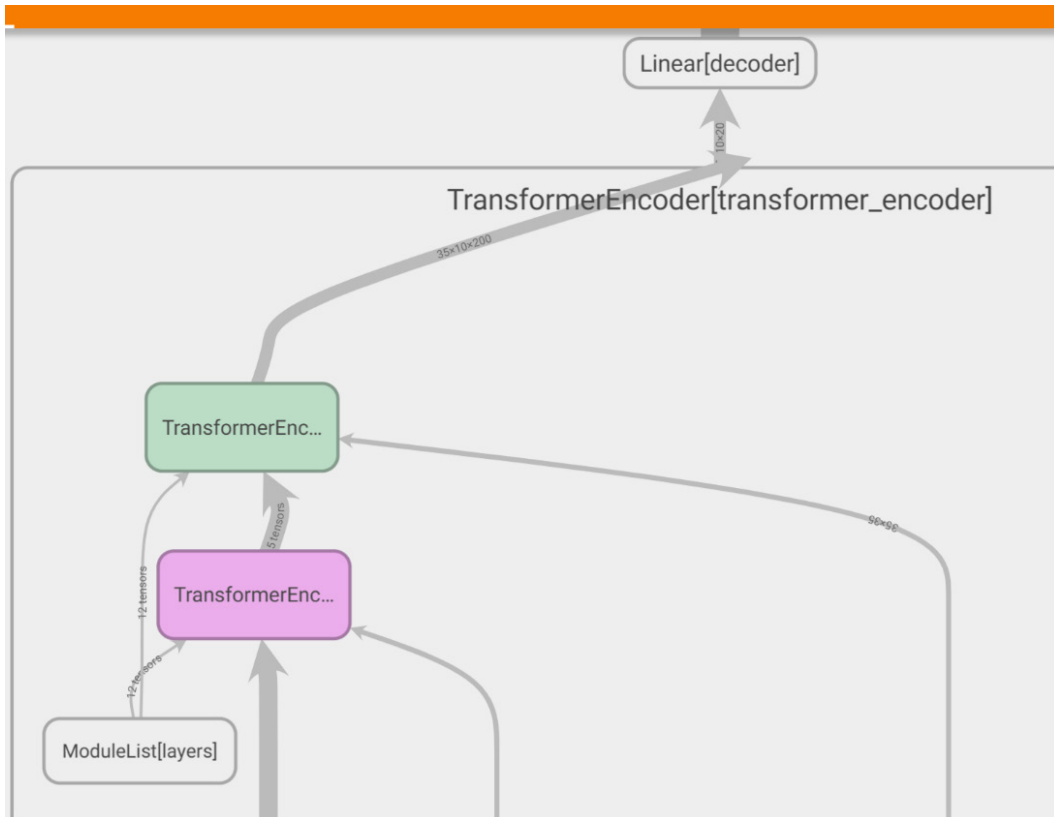 Linear[decoder]
10×20
TransformerEncoder[transformer_encoder]
35×10×200
TransformerEnc…
35×35
5 tensors
12 tensors
TransformerEnc…
12 tensors
ModuleList[layers]